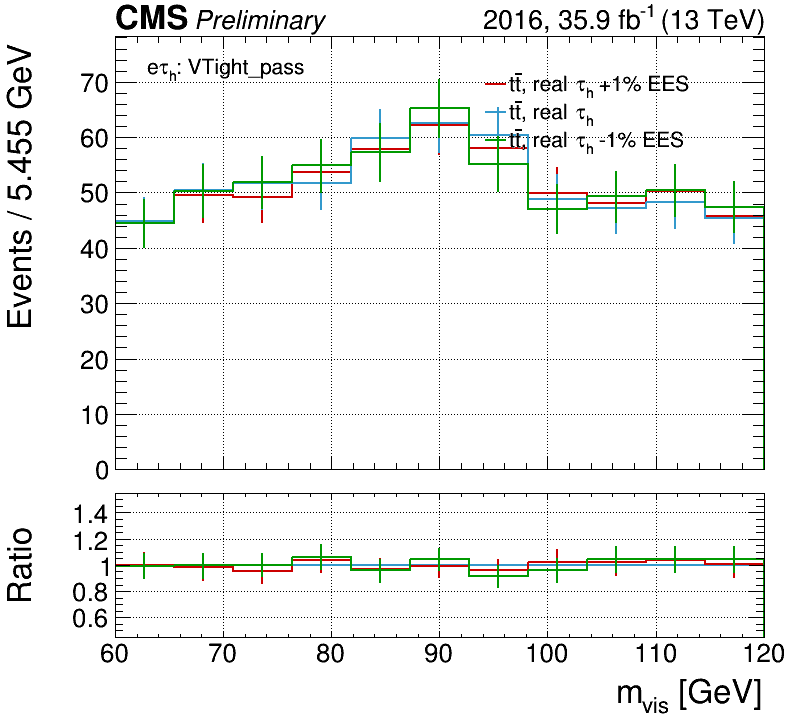 CMS Preliminary 2016, 35.9 fb⁻¹ (13 TeV)
eτₕ: VTight_pass
tt̄, real τₕ +1% EES
tt̄, real τₕ
tt̄, real τₕ -1% EES
Events / 5.455 GeV
70
60
50
40
30
20
10
0
Ratio
1.4
1.2
1
0.8
0.6
60 70 80 90 100 110 120
m_vis [GeV]